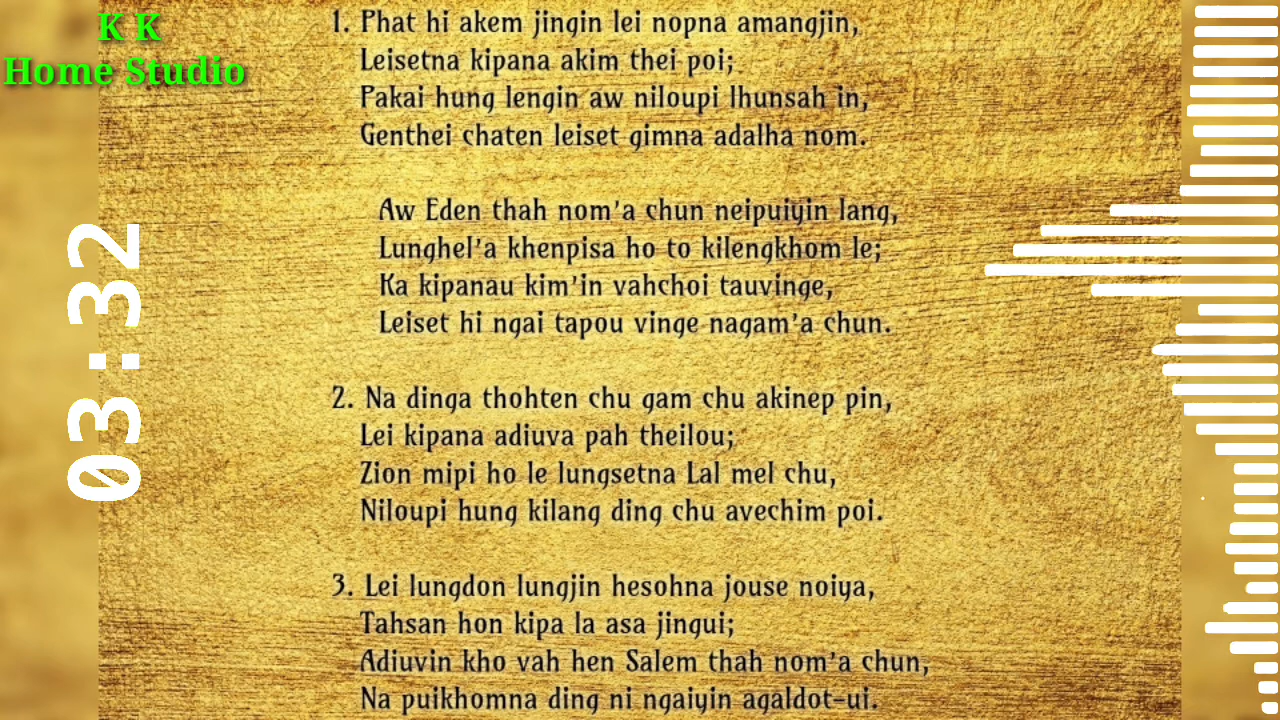 K K
Home Studio
03:32
1. Phat hi akem jingin lei nopna amangjin,
Leisetna kipana akim thei poi;
Pakai hung lengin aw niloupi lhunsah in,
Genthei chaten leiset gimna adalha nom.
Aw Eden thah nom'a chun neipuiyin lang,
Lunghel'a khenpisa ho to kilengkhom le;
Ka kipanau kim'in vahchoi tauvinge,
Leiset hi ngai tapou vinge nagam'a chun.
2. Na dinga thohten chu gam chu akinep pin,
Lei kipana adiuva pah theilou;
Zion mipi ho le lungsetna Lal mel chu,
Niloupi hung kilang ding chu avechim poi.
3. Lei lungdon lungjin hesohna jouse noiya,
Tahsan hon kipa la asa jingui;
Adiuvin kho vah hen Salem thah nom'a chun,
Na puikhomna ding ni ngaiyin agaldot-ui.